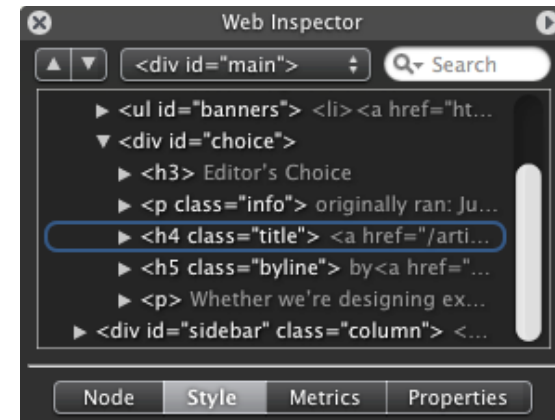 Web Inspector
<div id="main">
Search
<ul id="banners"> <li><a href="ht...
<div id="choice">
<h3> Editor's Choice
<p class="info"> originally ran: Ju...
<h4 class="title"> <a href="/arti...
<h5 class="byline"> by<a href="...
<p> Whether we're designing ex...
<div id="sidebar" class="column"> <...
Node Style Metrics Properties